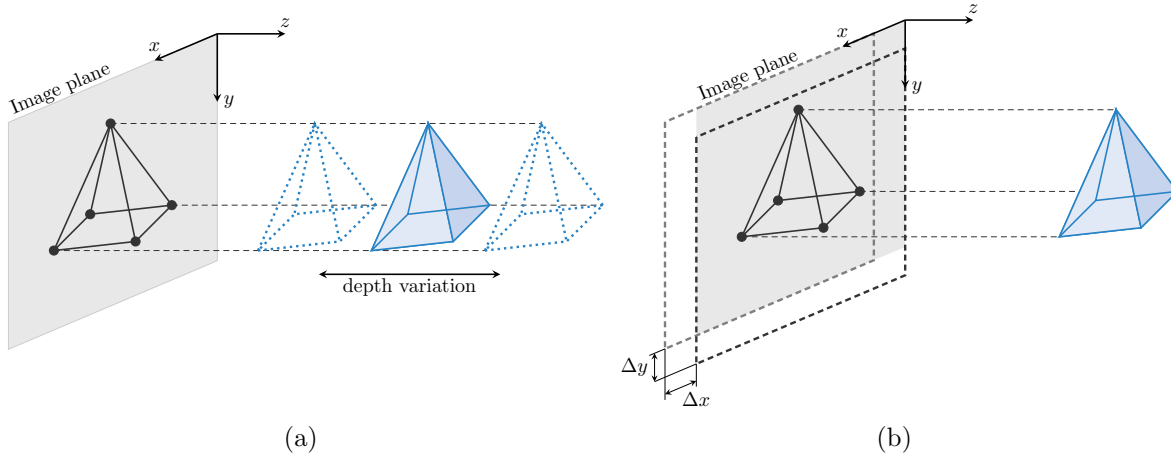 z
x
Image plane
y
depth variation
(a)
z
x
Image plane
y
Δy
Δx
(b)